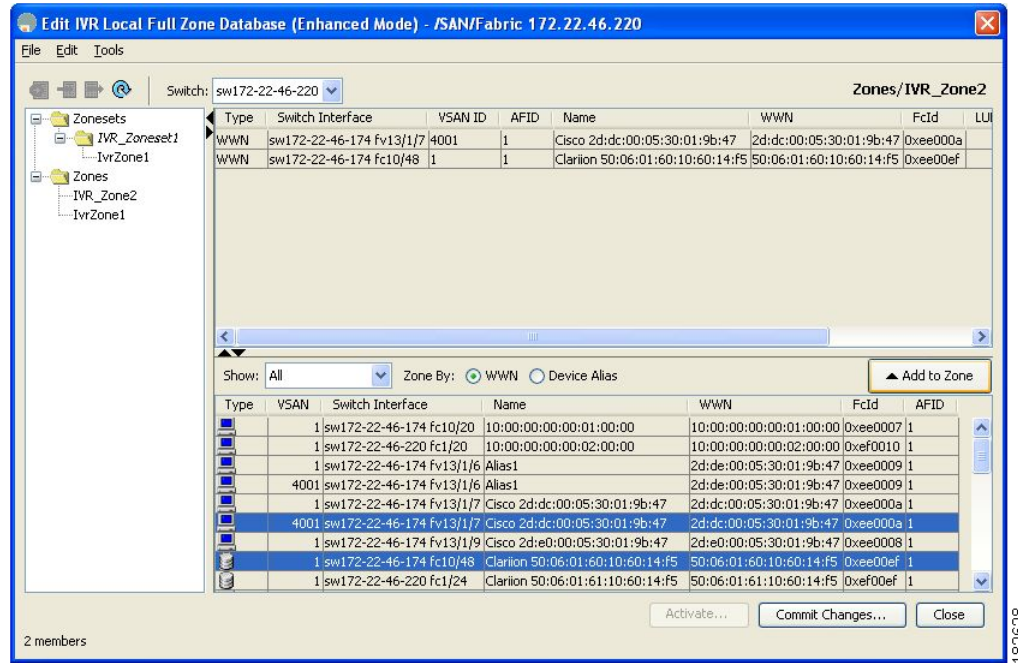 Edit IVR Local Full Zone Database (Enhanced Mode) - /SAN/Fabric 172.22.46.220
File Edit Tools
Switch: sw172-22-46-220 Zones/IVR_Zone2
Zonesets
IVR_Zoneset1
IvrZone1
Zones
IVR_Zone2
IvrZone1
Type Switch Interface VSAN ID AFID Name WWN FcId LUI
WWN sw172-22-46-174 fv13/1/7 4001 1 Cisco 2d:dc:00:05:30:01:9b:47 2d:dc:00:05:30:01:9b:47 0xee000a
WWN sw172-22-46-174 fc10/48 1 1 Clariion 50:06:01:60:10:60:14:f5 50:06:01:60:10:60:14:f5 0xee00ef
Show: All Zone By: WWN Device Alias Add to Zone
Type VSAN Switch Interface Name WWN FcId AFID
1 sw172-22-46-174 fc10/20 10:00:00:00:00:01:00:00 10:00:00:00:00:01:00:00 0xee0007 1
1 sw172-22-46-220 fc1/20 10:00:00:00:00:02:00:00 10:00:00:00:00:02:00:00 0xef0010 1
1 sw172-22-46-174 fv13/1/6 Alias1 2d:de:00:05:30:01:9b:47 0xee0009 1
4001 sw172-22-46-174 fv13/1/6 Alias1 2d:de:00:05:30:01:9b:47 0xee0009 1
1 sw172-22-46-174 fv13/1/7 Cisco 2d:dc:00:05:30:01:9b:47 2d:dc:00:05:30:01:9b:47 0xee000a 1
4001 sw172-22-46-174 fv13/1/7 Cisco 2d:dc:00:05:30:01:9b:47 2d:dc:00:05:30:01:9b:47 0xee000a 1
1 sw172-22-46-174 fv13/1/9 Cisco 2d:e0:00:05:30:01:9b:47 2d:e0:00:05:30:01:9b:47 0xee0008 1
1 sw172-22-46-174 fc10/48 Clariion 50:06:01:60:10:60:14:f5 50:06:01:60:10:60:14:f5 0xee00ef 1
1 sw172-22-46-220 fc1/24 Clariion 50:06:01:61:10:60:14:f5 50:06:01:61:10:60:14:f5 0xef00ef 1
Activate... Commit Changes... Close
2 members